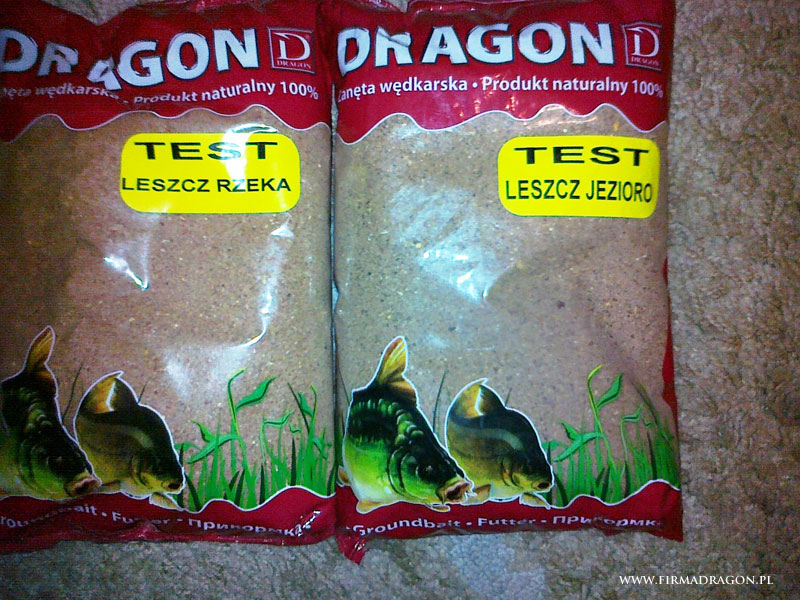 DRAGON D
DRAGON
Zanęta wędkarska • Produkt naturalny 100%
TEST
LESZCZ RZEKA
Groundbait • Futter • Прикормка
DRAGON D
DRAGON
Zanęta wędkarska • Produkt naturalny 100%
TEST
LESZCZ JEZIORO
Groundbait • Futter • Прикормка
WWW.FIRMADRAGON.PL